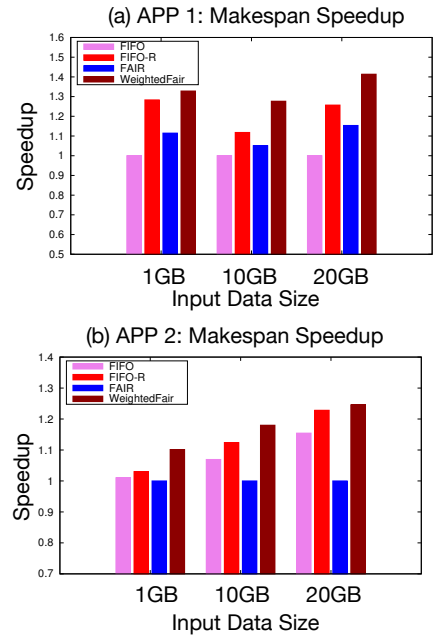 (a) APP 1: Makespan Speedup
1.6
1.5
1.4
1.3
1.2
1.1
1
0.9
0.8
0.7
0.6
0.5
FIFO
FIFO-R
FAIR
WeightedFair
Speedup
1GB 10GB 20GB
Input Data Size
(b) APP 2: Makespan Speedup
1.4
1.3
1.2
1.1
1
0.9
0.8
0.7
FIFO
FIFO-R
FAIR
WeightedFair
Speedup
1GB 10GB 20GB
Input Data Size